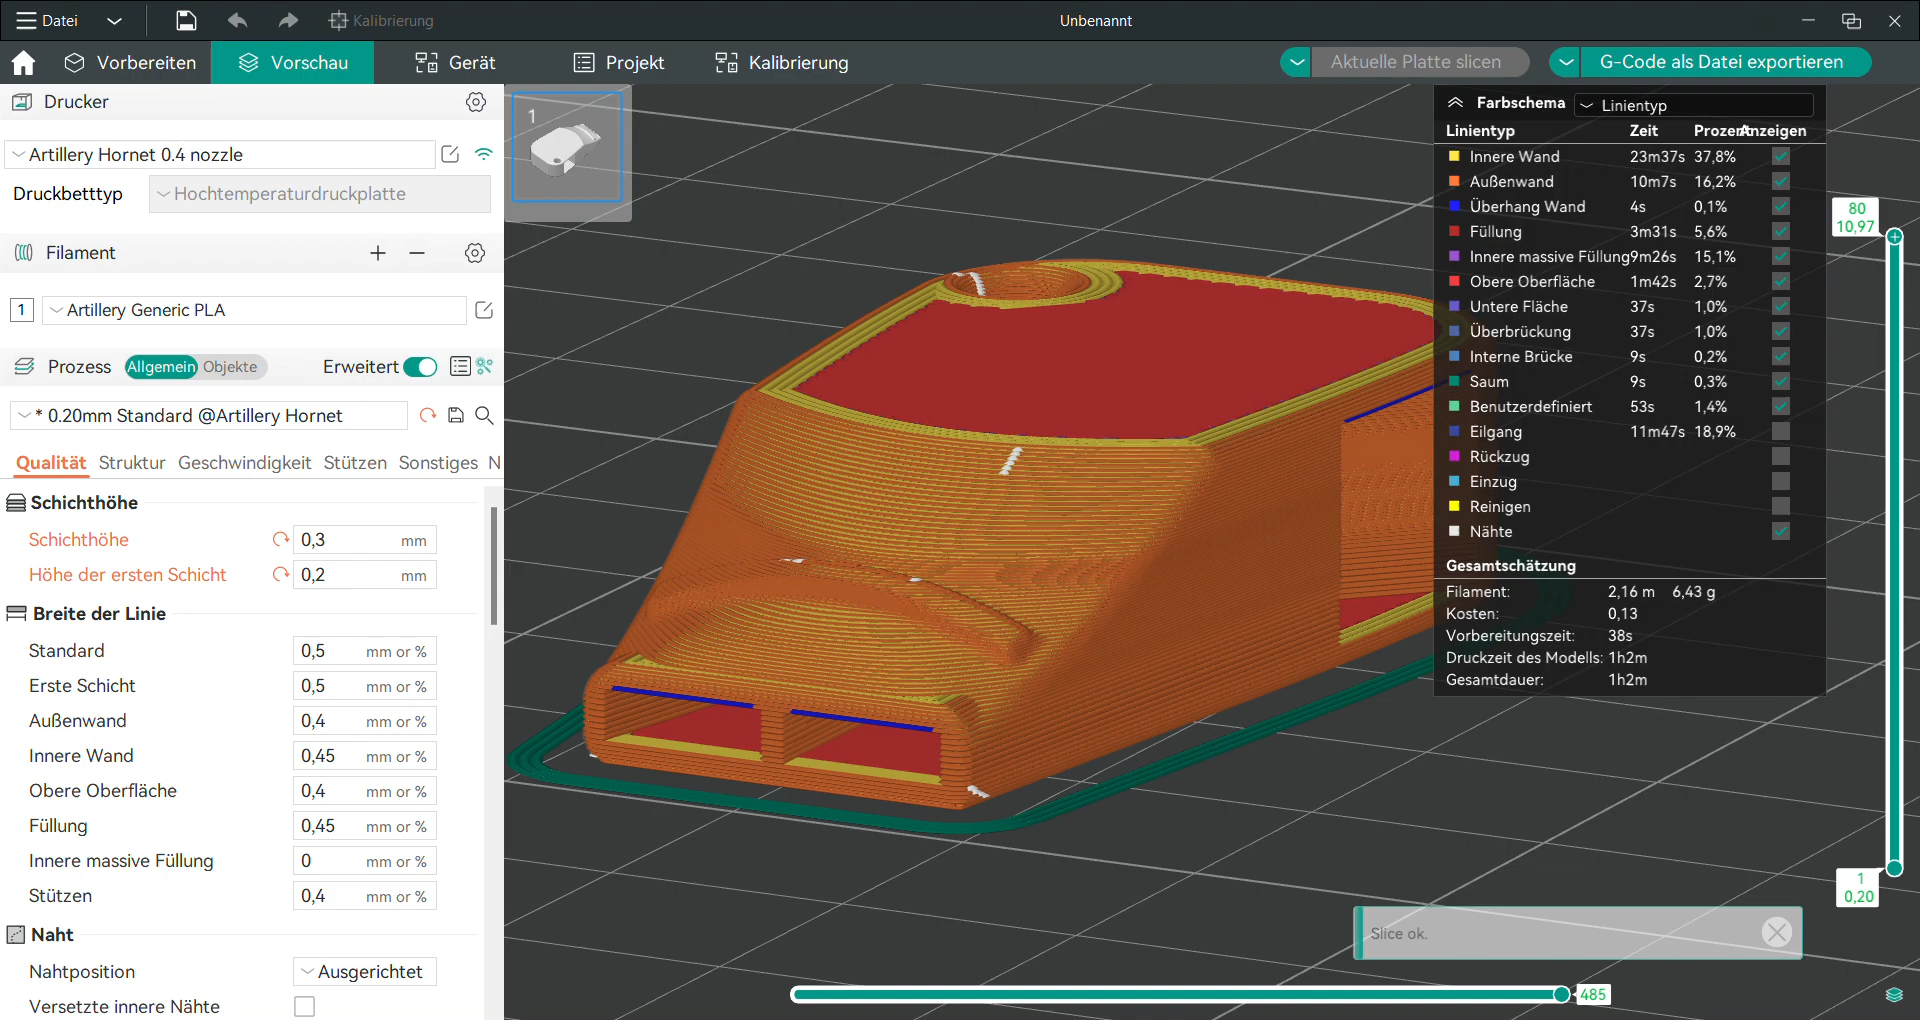 Datei
Kalibrierung
Unbenannt
Vorbereiten
Vorschau
Gerät
Projekt
Kalibrierung
Aktuelle Platte slicen
G-Code als Datei exportieren
Drucker
Artillery Hornet 0.4 nozzle
Druckbetttyp
Hochtemperaturdruckplatte
Filament
1 Artillery Generic PLA
Prozess Allgemein Objekte Erweitert
* 0.20mm Standard @Artillery Hornet
Qualität Struktur Geschwindigkeit Stützen Sonstiges N
Schichthöhe
Schichthöhe 0,3 mm
Höhe der ersten Schicht 0,2 mm
Breite der Linie
Standard 0,5 mm or %
Erste Schicht 0,5 mm or %
Außenwand 0,4 mm or %
Innere Wand 0,45 mm or %
Obere Oberfläche 0,4 mm or %
Füllung 0,45 mm or %
Innere massive Füllung 0 mm or %
Stützen 0,4 mm or %
Naht
Nahtposition Ausgerichtet
Versetzte innere Nähte
1
Farbschema Linientyp
Linientyp Zeit Prozent Anzeigen
Innere Wand 23m37s 37,8%
Außenwand 10m7s 16,2%
Überhang Wand 4s 0,1%
Füllung 3m31s 5,6%
Innere massive Füllung 9m26s 15,1%
Obere Oberfläche 1m42s 2,7%
Untere Fläche 37s 1,0%
Überbrückung 37s 1,0%
Interne Brücke 9s 0,2%
Saum 9s 0,3%
Benutzerdefiniert 53s 1,4%
Eilgang 11m47s 18,9%
Rückzug
Einzug
Reinigen
Nähte
Gesamtschätzung
Filament: 2,16 m 6,43 g
Kosten: 0,13
Vorbereitungszeit: 38s
Druckzeit des Modells: 1h2m
Gesamtdauer: 1h2m
80
10,97
1
0,20
Slice ok.
485